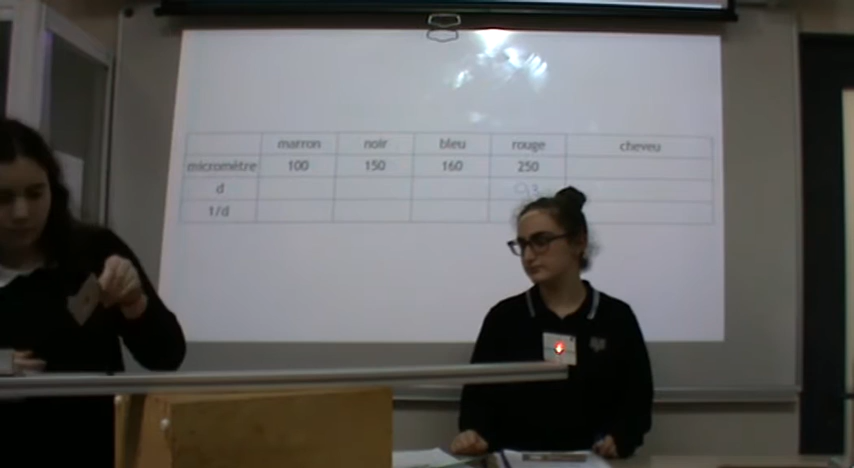 marron noir bleu rouge cheveu
micromètre 100 150 160 250
d 93
1/d